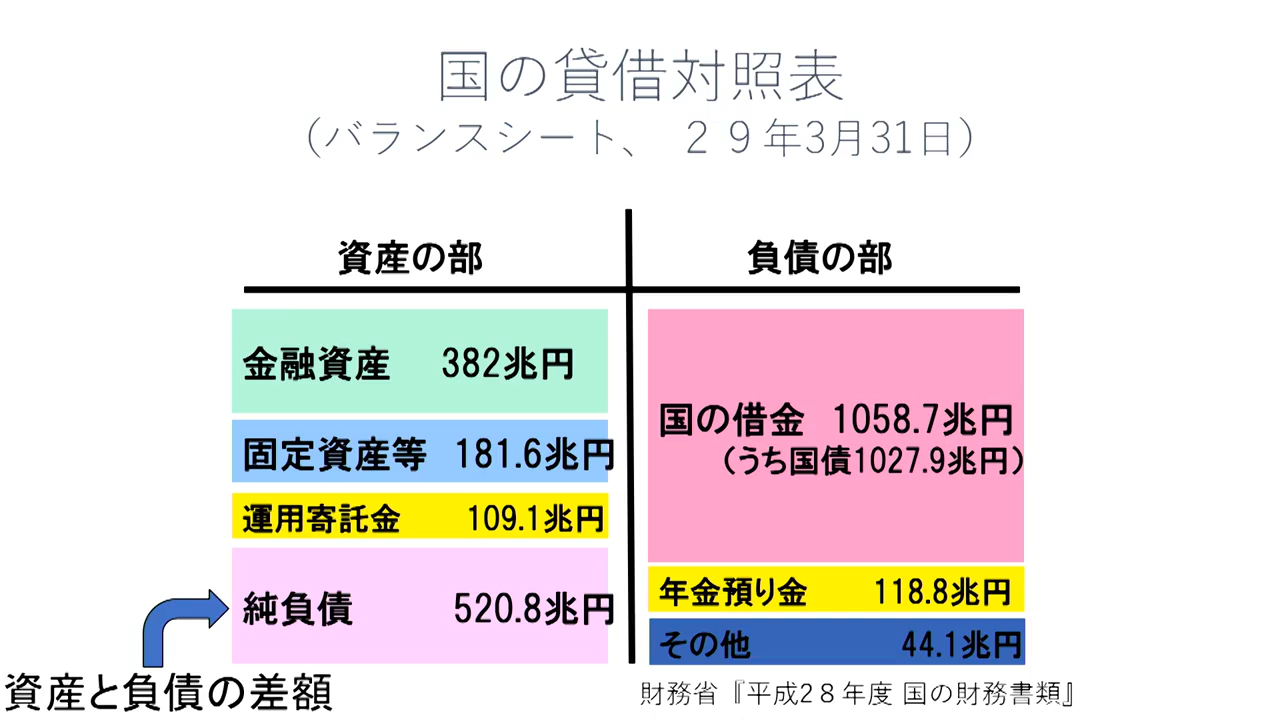 国の貸借対照表
（バランスシート、 ２９年3月31日）
資産の部
負債の部
金融資産 382兆円
固定資産等 181.6兆円
運用寄託金 109.1兆円
純負債 520.8兆円
国の借金 1058.7兆円
（うち国債1027.9兆円）
年金預り金 118.8兆円
その他 44.1兆円
資産と負債の差額
財務省『平成２８年度 国の財務書類』